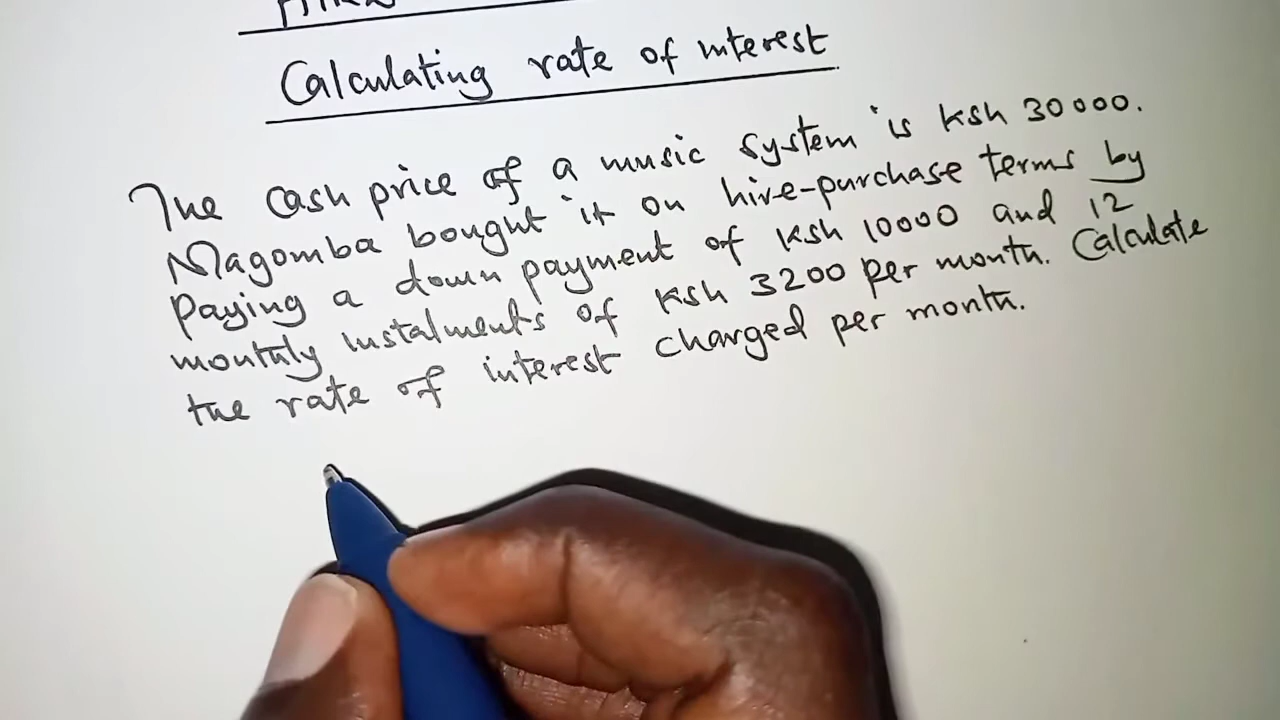 Calculating rate of interest
The cash price of a music system is Ksh 30000.
Magomba bought it on hire-purchase terms by
paying a down payment of Ksh 10000 and 12
monthly instalments of Ksh 3200 per month. Calculate
the rate of interest charged per month.